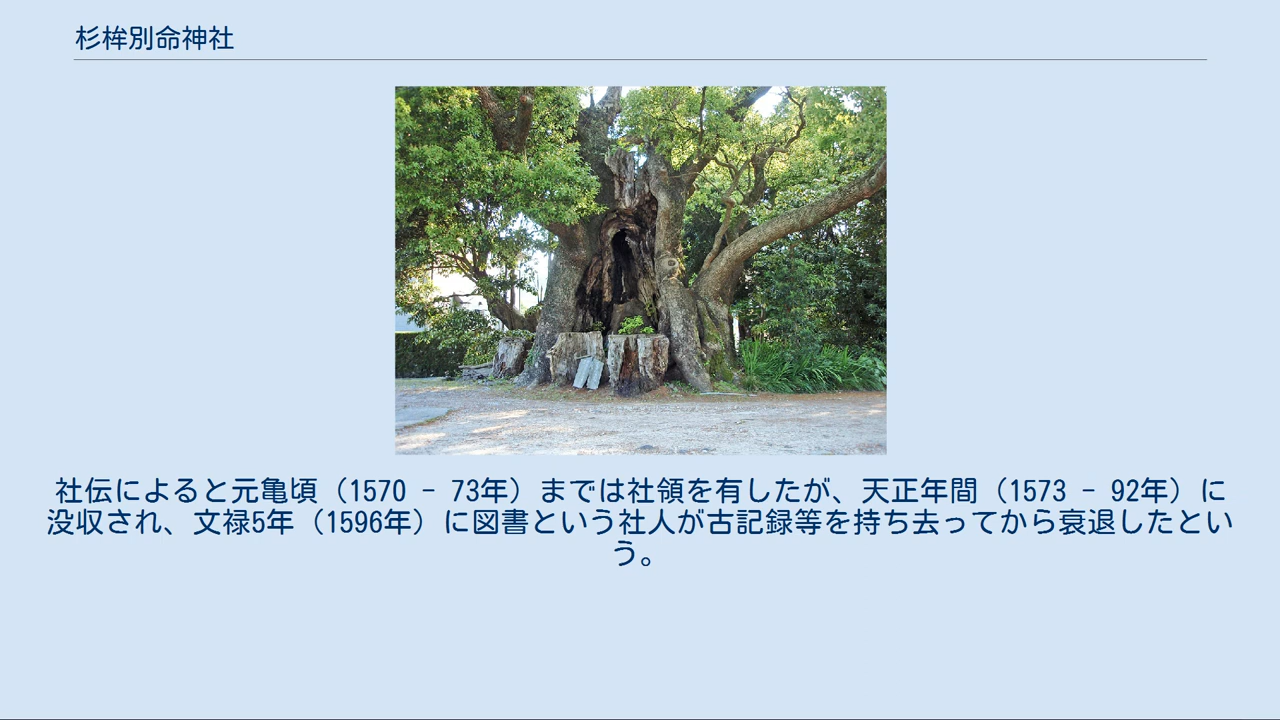 杉桙別命神社
社伝によると元亀頃（1570 - 73年）までは社領を有したが、天正年間（1573 - 92年）に
没収され、文禄5年（1596年）に図書という社人が古記録等を持ち去ってから衰退したとい
う。